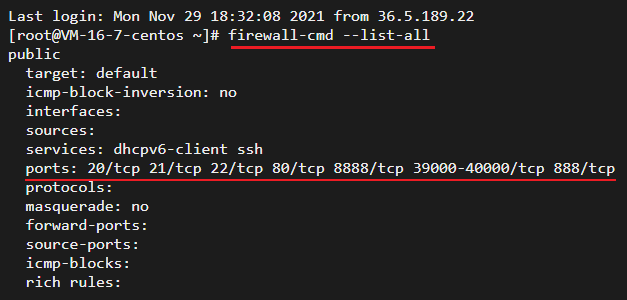 Last login: Mon Nov 29 18:32:08 2021 from 36.5.189.22
[root@VM-16-7-centos ~]# firewall-cmd --list-all
public
  target: default
  icmp-block-inversion: no
  interfaces:
  sources:
  services: dhcpv6-client ssh
  ports: 20/tcp 21/tcp 22/tcp 80/tcp 8888/tcp 39000-40000/tcp 888/tcp
  protocols:
  masquerade: no
  forward-ports:
  source-ports:
  icmp-blocks:
  rich rules: